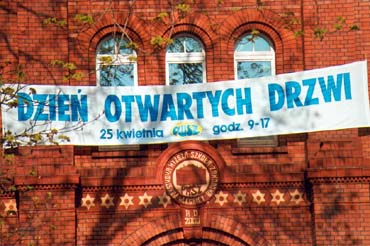 DZIEŃ OTWARTYCH DRZWI
25 kwietnia godz. 9-17